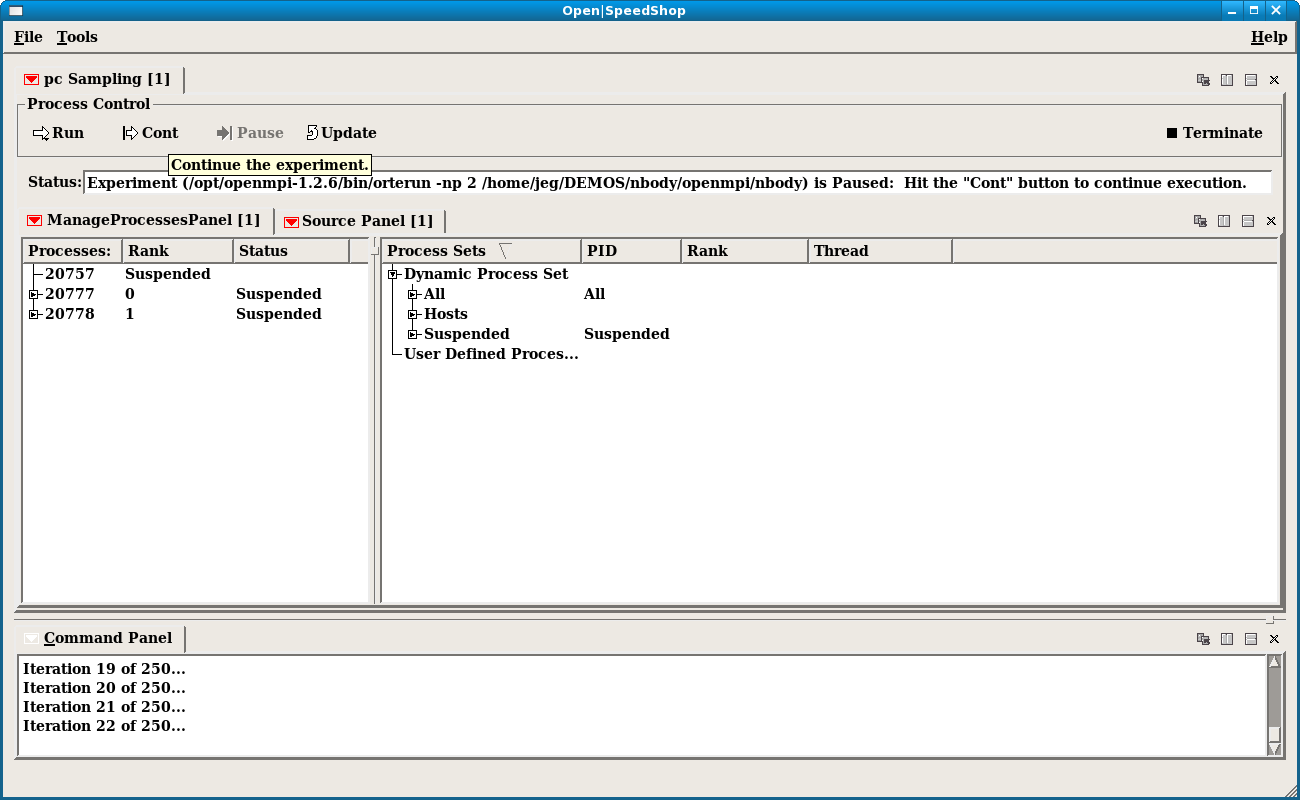 Open|SpeedShop
File Tools Help
pc Sampling [1]
Process Control
Run Cont Pause Update Terminate
Continue the experiment.
Status: Experiment (/opt/openmpi-1.2.6/bin/orterun -np 2 /home/jeg/DEMOS/nbody/openmpi/nbody) is Paused:  Hit the "Cont" button to continue execution.
ManageProcessesPanel [1] Source Panel [1]
Processes: Rank Status Process Sets PID Rank Thread
20757 Suspended Dynamic Process Set
20777 0 Suspended All All
20778 1 Suspended Hosts
Suspended Suspended
User Defined Proces...
Command Panel
Iteration 19 of 250...
Iteration 20 of 250...
Iteration 21 of 250...
Iteration 22 of 250...